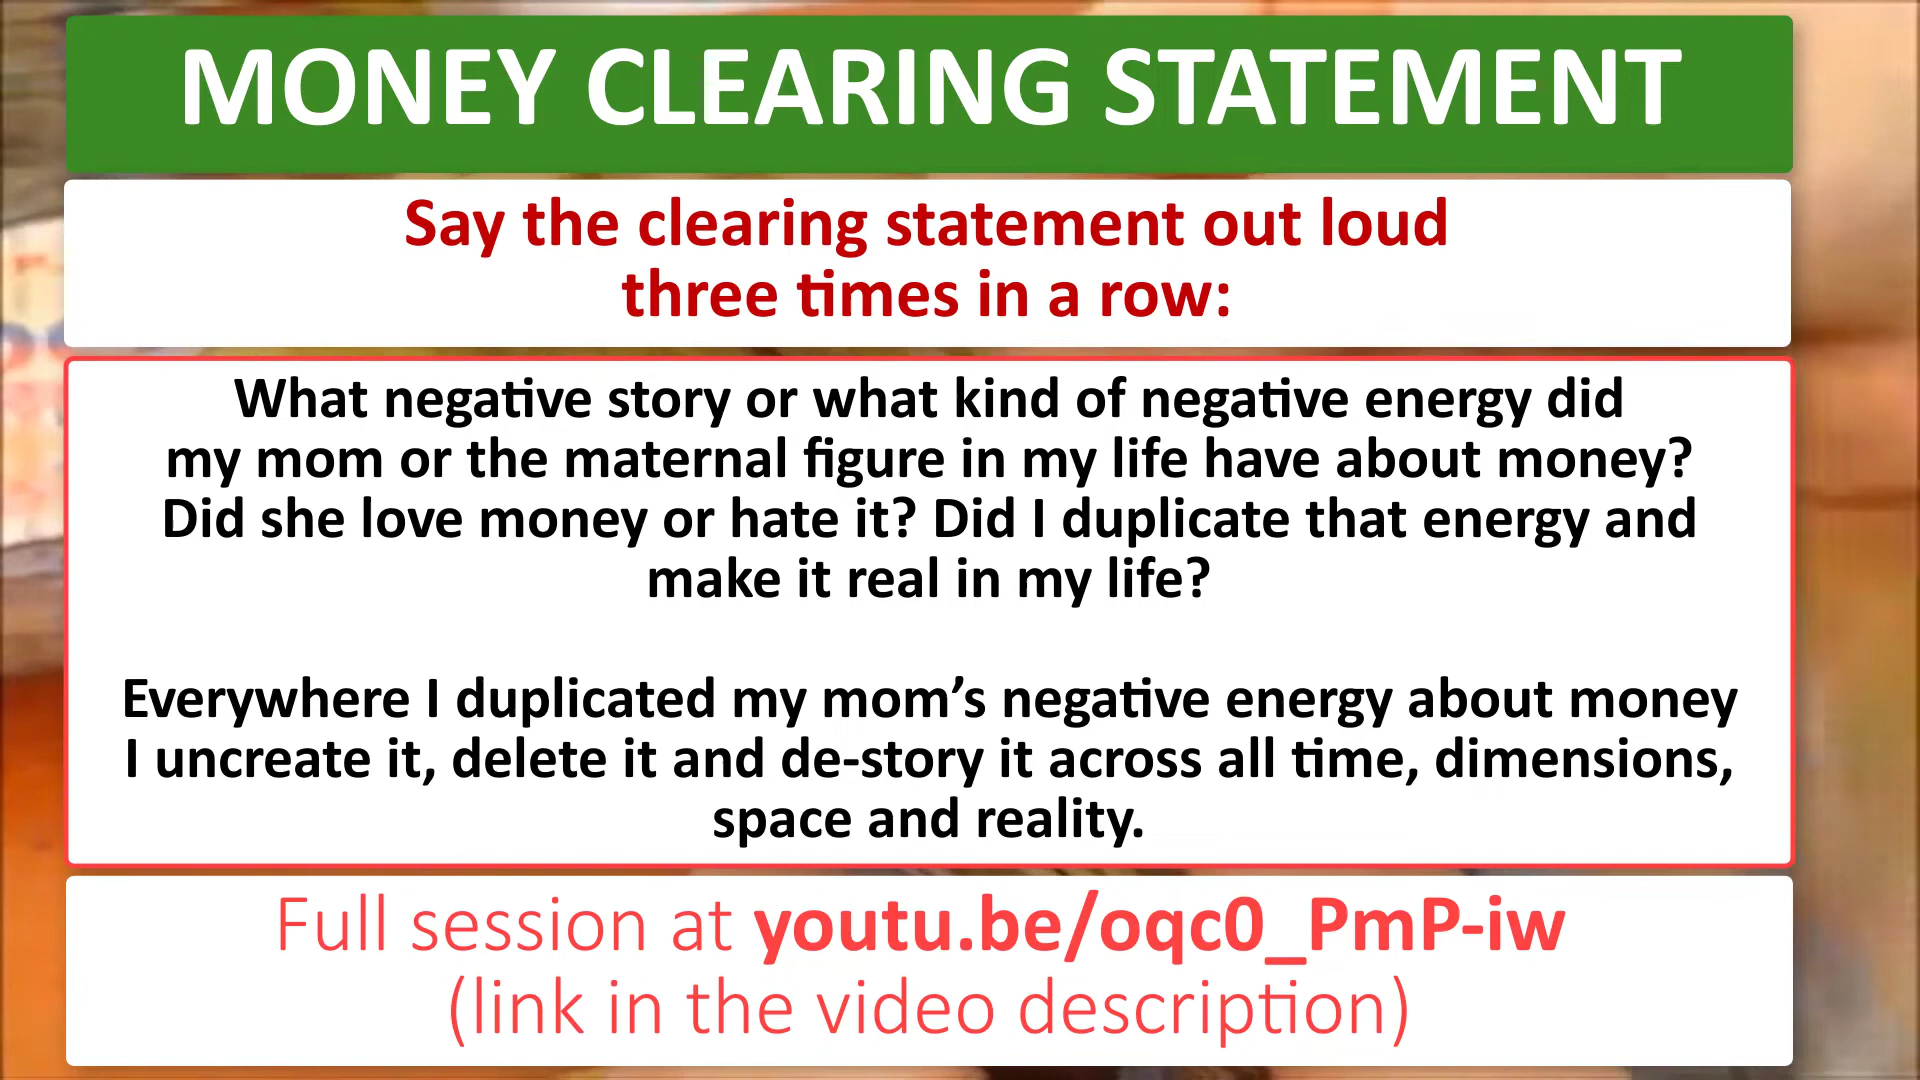 MONEY CLEARING STATEMENT
Say the clearing statement out loud
three times in a row:
What negative story or what kind of negative energy did
my mom or the maternal figure in my life have about money?
Did she love money or hate it? Did I duplicate that energy and
make it real in my life?
Everywhere I duplicated my mom’s negative energy about money
I uncreate it, delete it and de-story it across all time, dimensions,
space and reality.
Full session at youtu.be/oqc0_PmP-iw
(link in the video description)